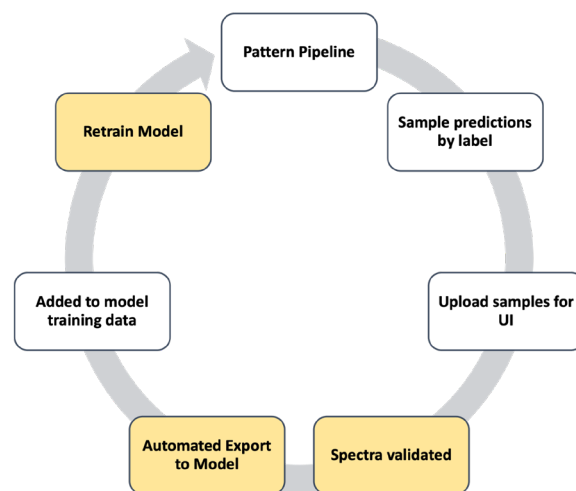 Pattern Pipeline
Sample predictions
by label
Upload samples for
UI
Spectra validated
Automated Export
to Model
Added to model
training data
Retrain Model